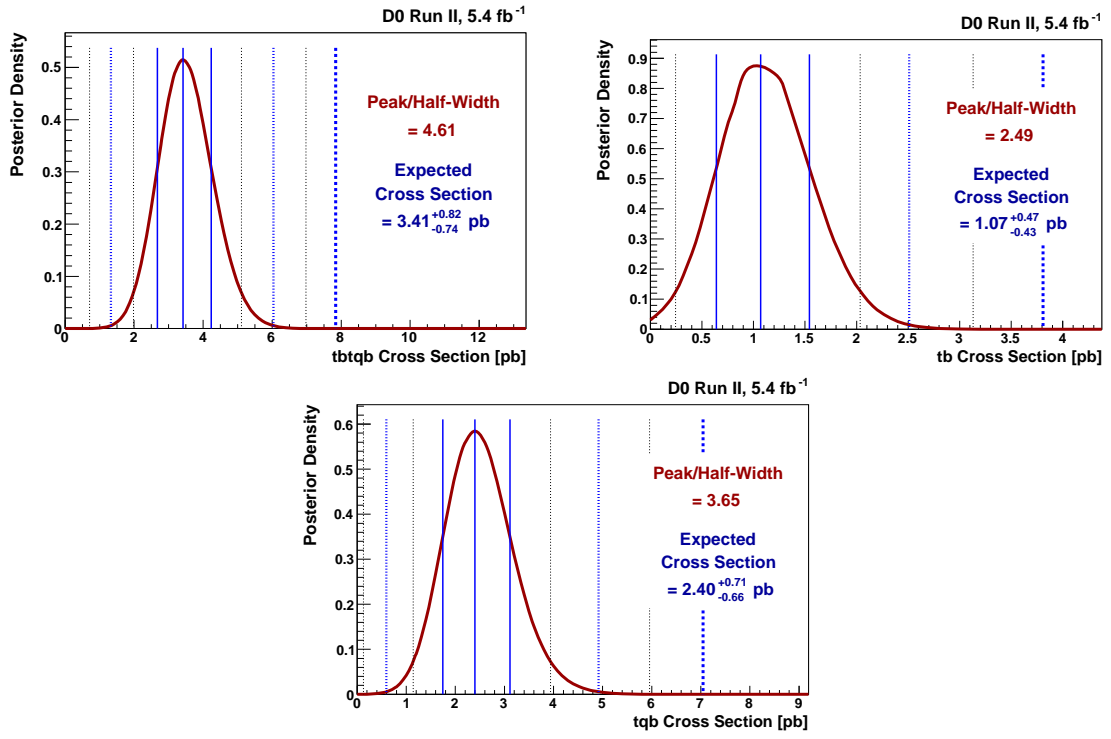 D0 Run II, 5.4 fb⁻¹
Posterior Density
0.5
0.4
0.3
0.2
0.1
0
Peak/Half-Width
= 4.61
Expected
Cross Section
= 3.41 +0.82 -0.74 pb
0 2 4 6 8 10 12
tbtqb Cross Section [pb]
D0 Run II, 5.4 fb⁻¹
Posterior Density
0.9
0.8
0.7
0.6
0.5
0.4
0.3
0.2
0.1
0
Peak/Half-Width
= 2.49
Expected
Cross Section
= 1.07 +0.47 -0.43 pb
0 0.5 1 1.5 2 2.5 3 3.5 4
tb Cross Section [pb]
D0 Run II, 5.4 fb⁻¹
Posterior Density
0.6
0.5
0.4
0.3
0.2
0.1
0
Peak/Half-Width
= 3.65
Expected
Cross Section
= 2.40 +0.71 -0.66 pb
0 1 2 3 4 5 6 7 8 9
tqb Cross Section [pb]